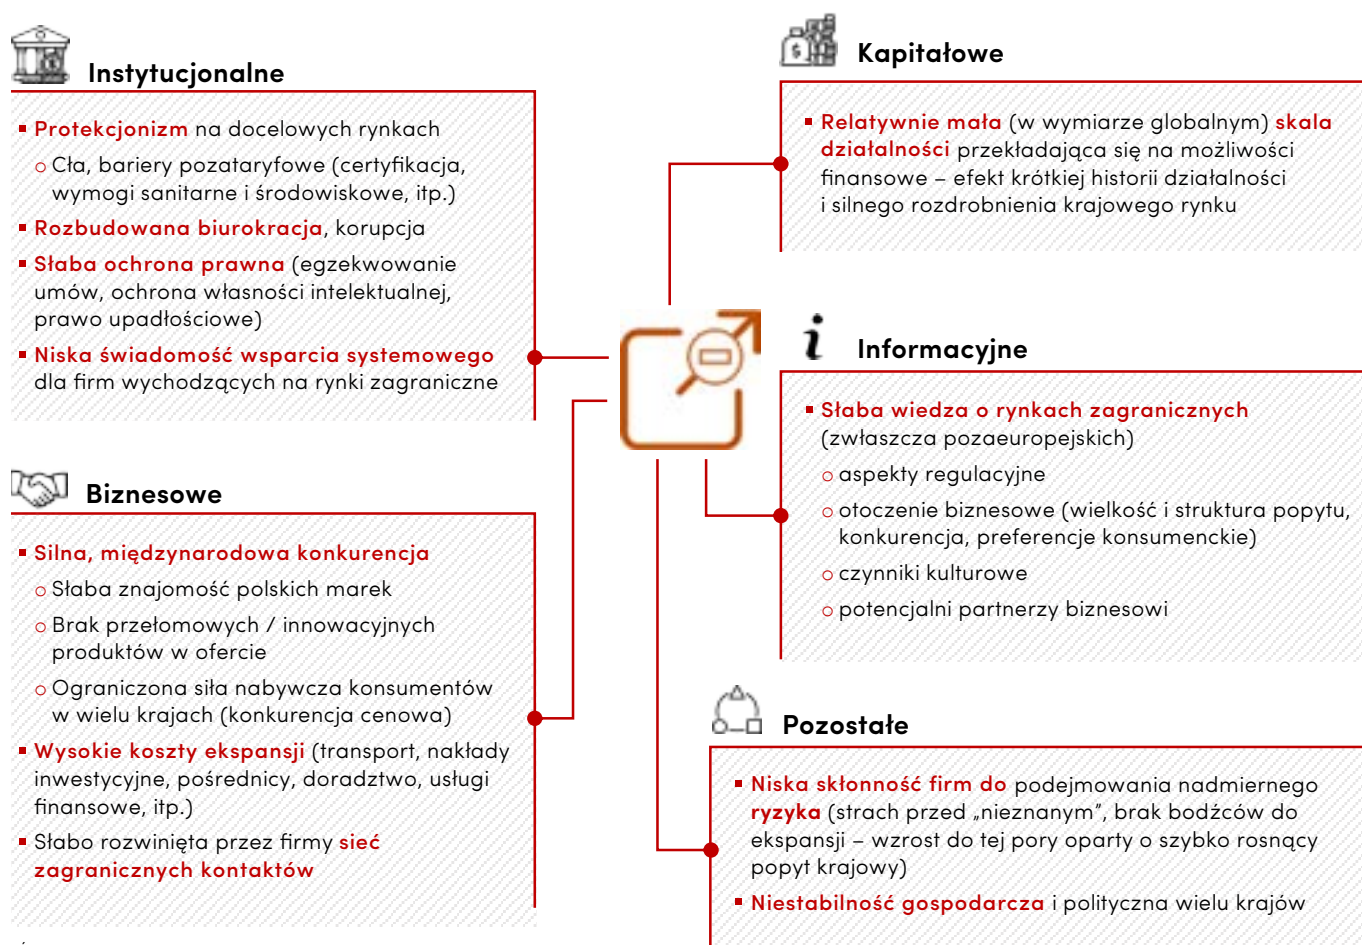 Instytucjonalne
▪ Protekcjonizm na docelowych rynkach
o Cła, bariery pozataryfowe (certyfikacja,
wymogi sanitarne i środowiskowe, itp.)
▪ Rozbudowana biurokracja, korupcja
▪ Słaba ochrona prawna (egzekwowanie
umów, ochrona własności intelektualnej,
prawo upadłościowe)
▪ Niska świadomość wsparcia systemowego
dla firm wychodzących na rynki zagraniczne
Biznesowe
▪ Silna, międzynarodowa konkurencja
o Słaba znajomość polskich marek
o Brak przełomowych / innowacyjnych
produktów w ofercie
o Ograniczona siła nabywcza konsumentów
w wielu krajach (konkurencja cenowa)
▪ Wysokie koszty ekspansji (transport, nakłady
inwestycyjne, pośrednicy, doradztwo, usługi
finansowe, itp.)
▪ Słabo rozwinięta przez firmy sieć
zagranicznych kontaktów
Kapitałowe
▪ Relatywnie mała (w wymiarze globalnym) skala
działalności przekładająca się na możliwości
finansowe – efekt krótkiej historii działalności
i silnego rozdrobnienia krajowego rynku
Informacyjne
▪ Słaba wiedza o rynkach zagranicznych
(zwłaszcza pozaeuropejskich)
o aspekty regulacyjne
o otoczenie biznesowe (wielkość i struktura popytu,
konkurencja, preferencje konsumenckie)
o czynniki kulturowe
o potencjalni partnerzy biznesowi
Pozostałe
▪ Niska skłonność firm do podejmowania nadmiernego
ryzyka (strach przed „nieznanym”, brak bodźców do
ekspansji – wzrost do tej pory oparty o szybko rosnący
popyt krajowy)
▪ Niestabilność gospodarcza i polityczna wielu krajów